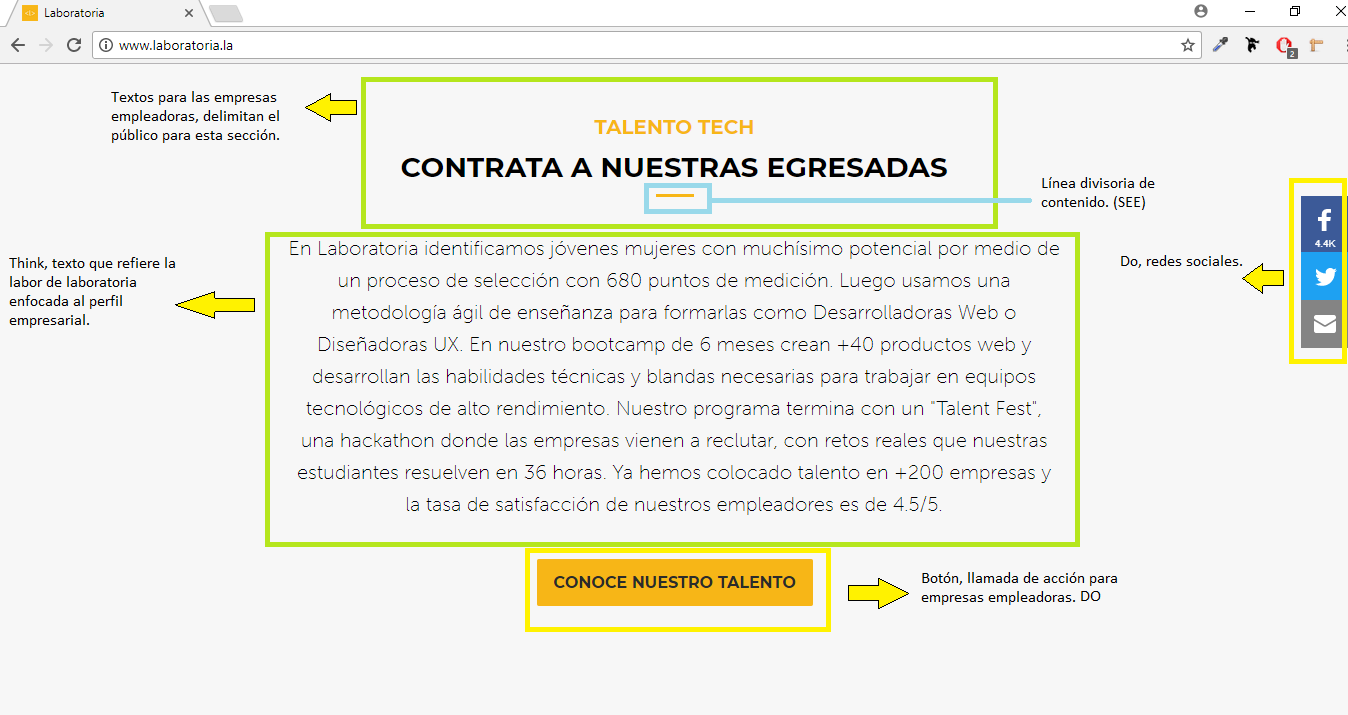 Laboratoria
www.laboratoria.la
2
Textos para las empresas
empleadoras, delimitan el
público para esta sección.
TALENTO TECH
CONTRATA A NUESTRAS EGRESADAS
Línea divisoria de
contenido. (SEE)
4.4K
Do, redes sociales.
Think, texto que refiere la
labor de laboratoria
enfocada al perfil
empresarial.
En Laboratoria identificamos jóvenes mujeres con muchísimo potencial por medio de
un proceso de selección con 680 puntos de medición. Luego usamos una
metodología ágil de enseñanza para formarlas como Desarrolladoras Web o
Diseñadoras UX. En nuestro bootcamp de 6 meses crean +40 productos web y
desarrollan las habilidades técnicas y blandas necesarias para trabajar en equipos
tecnológicos de alto rendimiento. Nuestro programa termina con un "Talent Fest",
una hackathon donde las empresas vienen a reclutar, con retos reales que nuestras
estudiantes resuelven en 36 horas. Ya hemos colocado talento en +200 empresas y
la tasa de satisfacción de nuestros empleadores es de 4.5/5.
CONOCE NUESTRO TALENTO
Botón, llamada de acción para
empresas empleadoras. DO